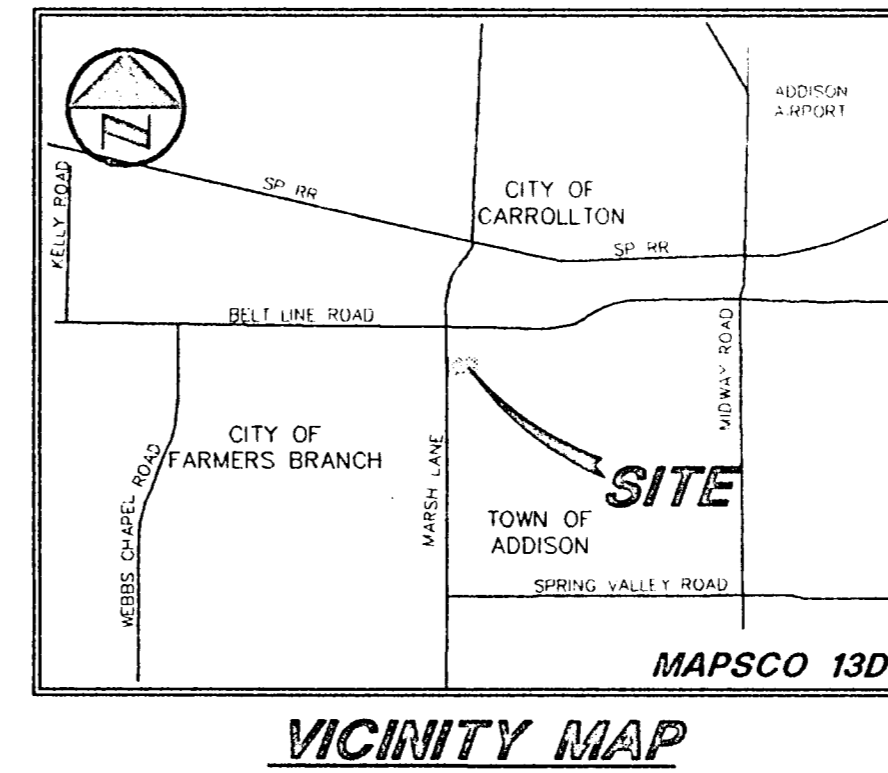 ADDISON
AIRPORT
N
SP RR
CITY OF
CARROLLTON
KELLY ROAD
SP RR
BELT LINE ROAD
MIDWAY ROAD
CITY OF
FARMERS BRANCH
WEBBS CHAPEL ROAD
MARSH LANE
SITE
TOWN OF
ADDISON
SPRING VALLEY ROAD
MAPSCO 13D
VICINITY MAP